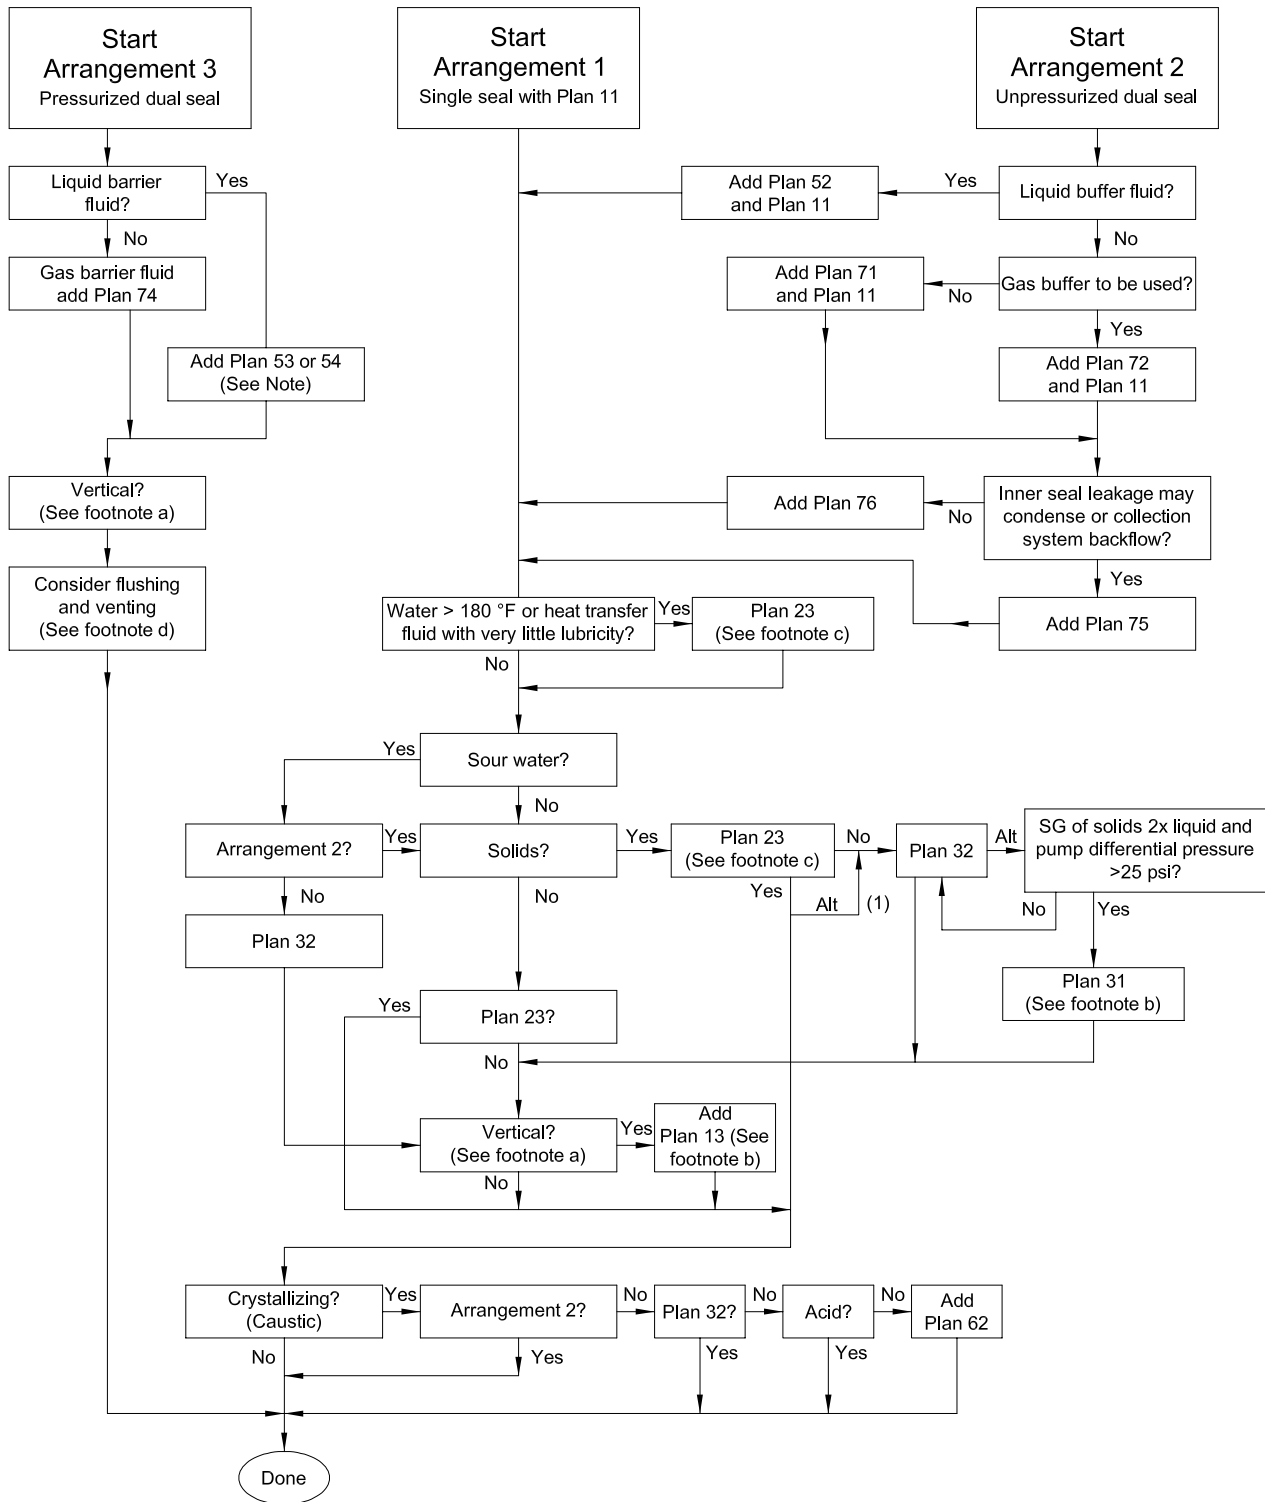 Start
Arrangement 3
Pressurized dual seal
Start
Arrangement 1
Single seal with Plan 11
Start
Arrangement 2
Unpressurized dual seal
Liquid barrier
fluid?
Yes
No
Gas barrier fluid
add Plan 74
Add Plan 53 or 54
(See Note)
Vertical?
(See footnote a)
Consider flushing
and venting
(See footnote d)
Add Plan 52
and Plan 11
Yes
Liquid buffer fluid?
No
Add Plan 71
and Plan 11
No
Gas buffer to be used?
Yes
Add Plan 72
and Plan 11
Add Plan 76
No
Inner seal leakage may
condense or collection
system backflow?
Yes
Add Plan 75
Water > 180 °F or heat transfer
fluid with very little lubricity?
Yes
Plan 23
(See footnote c)
No
Yes
Sour water?
No
Arrangement 2?
Yes
Solids?
Yes
Plan 23
(See footnote c)
No
Plan 32
Alt
SG of solids 2x liquid and
pump differential pressure
>25 psi?
No
No
Yes
Alt
(1)
No
Yes
Plan 32
Plan 31
(See footnote b)
Yes
Plan 23?
No
Vertical?
(See footnote a)
Yes
Add
Plan 13 (See
footnote b)
No
Crystallizing?
(Caustic)
Yes
Arrangement 2?
No
Plan 32?
No
Acid?
No
Add
Plan 62
No
Yes
Yes
Yes
Done